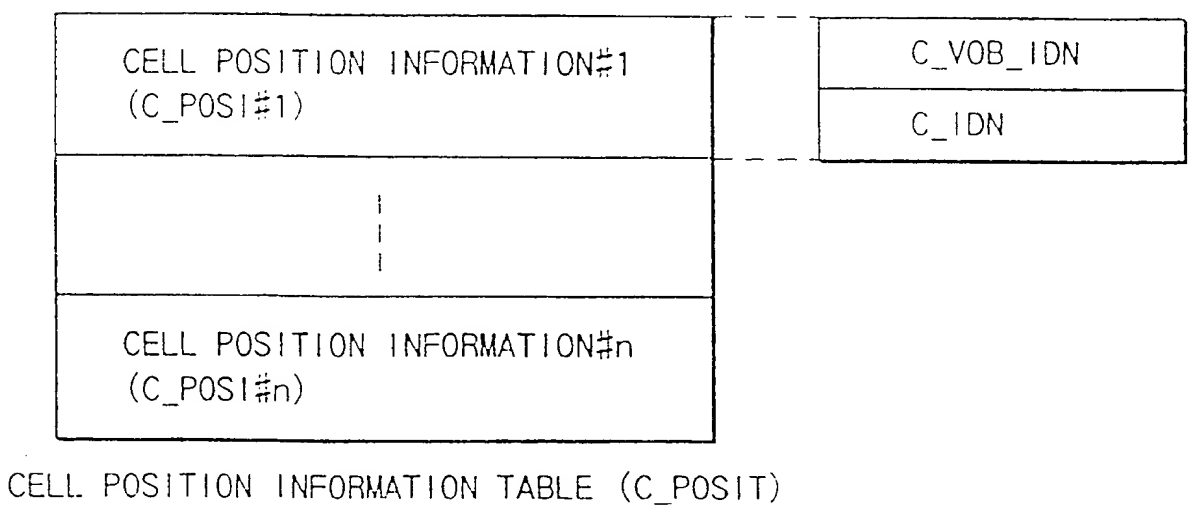 CELL POSITION INFORMATION#1
(C_POSI#1)
C_VOB_IDN
C_IDN
CELL POSITION INFORMATION#n
(C_POSI#n)
CELL POSITION INFORMATION TABLE (C_POSIT)